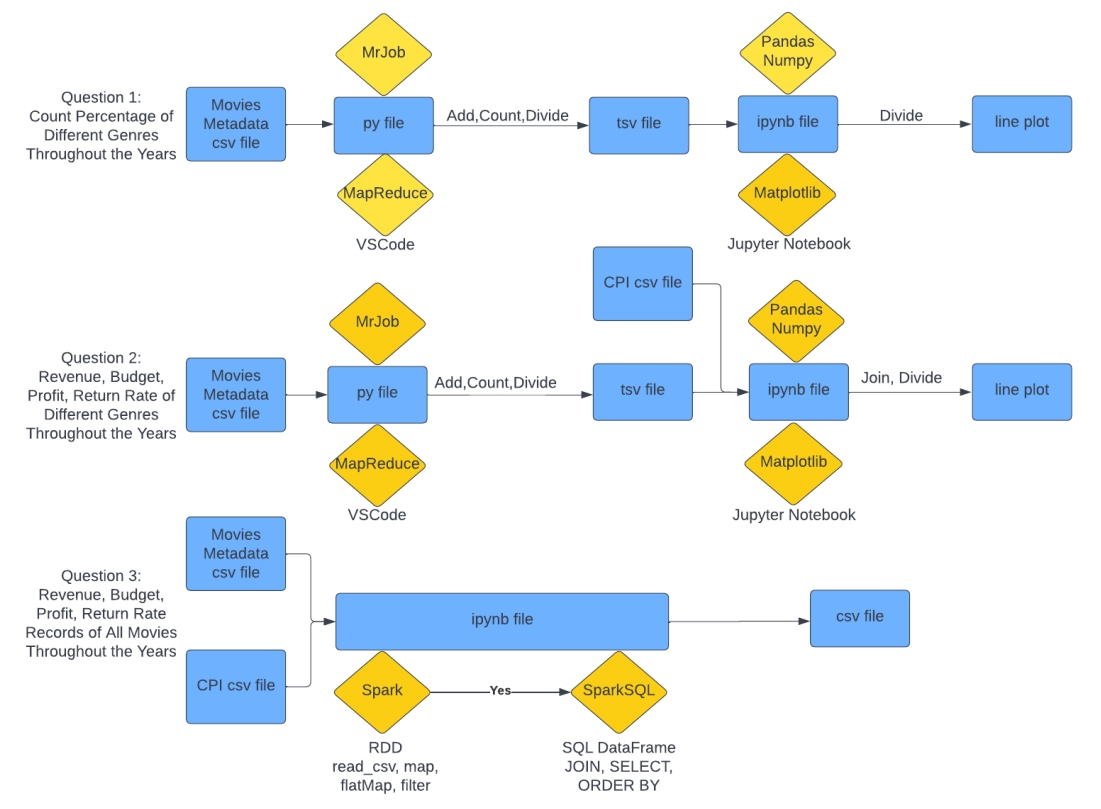 Question 1:
Count Percentage of
Different Genres
Throughout the Years
Movies
Metadata
csv file
MrJob
py file
MapReduce
VSCode
Add,Count,Divide
tsv file
Pandas
Numpy
ipynb file
Matplotlib
Jupyter Notebook
Divide
line plot
Question 2:
Revenue, Budget,
Profit, Return Rate of
Different Genres
Throughout the Years
Movies
Metadata
csv file
MrJob
py file
MapReduce
VSCode
Add,Count,Divide
CPI csv file
tsv file
Pandas
Numpy
ipynb file
Matplotlib
Jupyter Notebook
Join, Divide
line plot
Question 3:
Revenue, Budget,
Profit, Return Rate
Records of All Movies
Throughout the Years
Movies
Metadata
csv file
CPI csv file
ipynb file
Spark
Yes
SparkSQL
RDD
read_csv, map,
flatMap, filter
SQL DataFrame
JOIN, SELECT,
ORDER BY
csv file